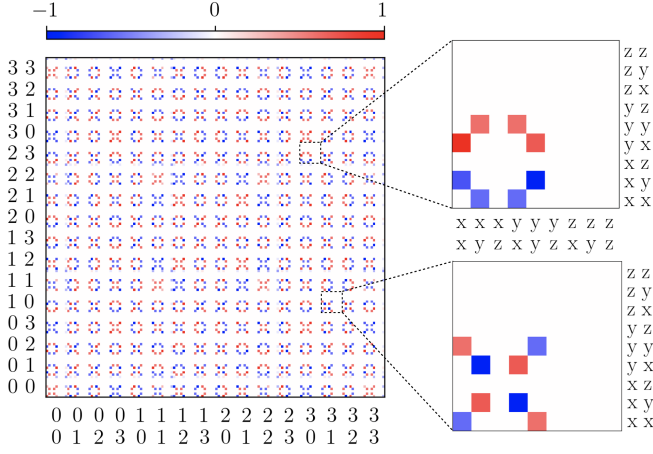 −1 0 1
3 3
3 2
3 1
3 0
2 3
2 2
2 1
2 0
1 3
1 2
1 1
1 0
0 3
0 2
0 1
0 0
0 0 0 0 1 1 1 1 2 2 2 2 3 3 3 3
0 1 2 3 0 1 2 3 0 1 2 3 0 1 2 3
z z
z y
z x
y z
y y
y x
x z
x y
x x
x x x y y y z z z
x y z x y z x y z
z z
z y
z x
y z
y y
y x
x z
x y
x x